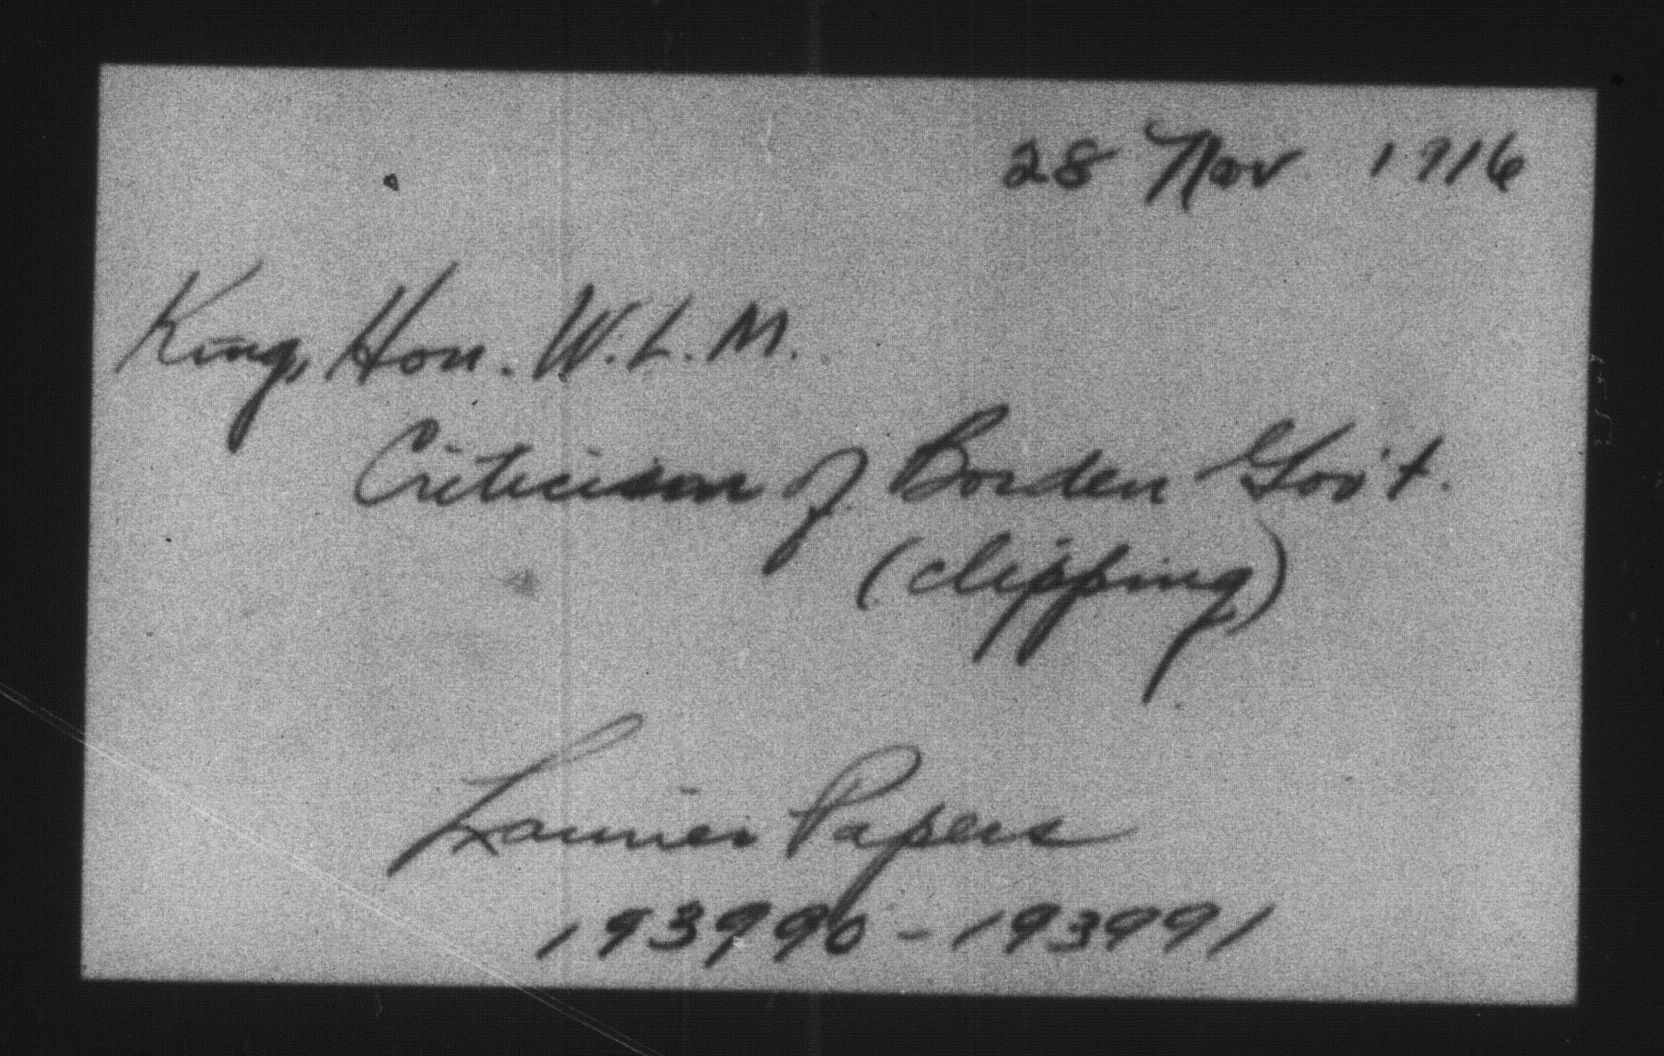 28 Nov 1916
King, Hon. W.L.M.
Criticism of Borden Gov't.
(clipping)
Laurier Papers
193990-193991